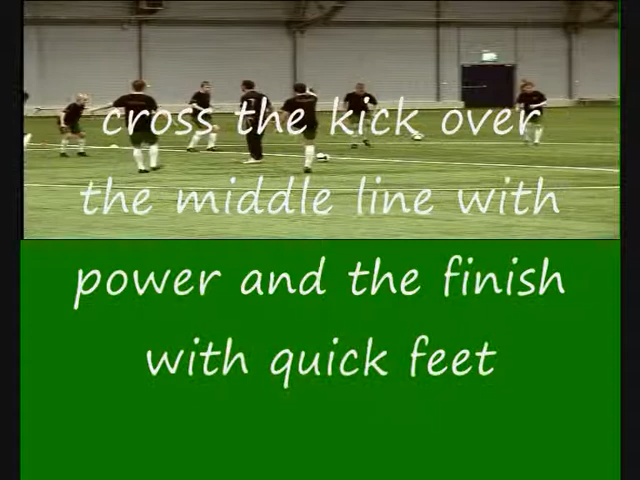 cross the kick over
the middle line with
power and the finish
with quick feet